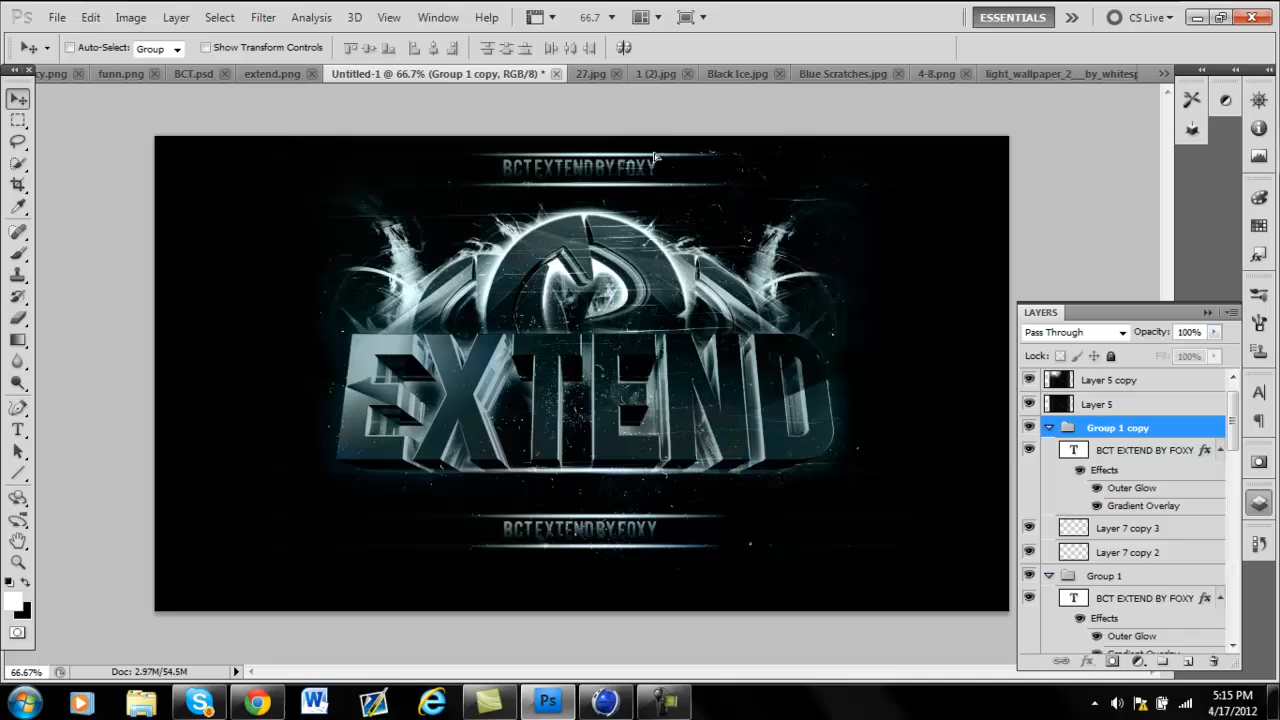 Ps File Edit Image Layer Select Filter Analysis 3D View Window Help 66.7 ESSENTIALS CS Live
Auto-Select: Group Show Transform Controls
cy.png funn.png BCT.psd extend.png Untitled-1 @ 66.7% (Group 1 copy, RGB/8) * 27.jpg 1 (2).jpg Black Ice.jpg Blue Scratches.jpg 4-8.png light_wallpaper_2___by_whitesp
BCT EXTEND BY FOXY
EXTEND
BCT EXTEND BY FOXY
LAYERS
Pass Through Opacity: 100%
Lock: Fill: 100%
Layer 5 copy
Layer 5
Group 1 copy
T BCT EXTEND BY FOXY fx
Effects
Outer Glow
Gradient Overlay
Layer 7 copy 3
Layer 7 copy 2
Group 1
T BCT EXTEND BY FOXY fx
Effects
Outer Glow
Gradient Overlay
66.67% Doc: 2.97M/54.5M
5:15 PM
4/17/2012